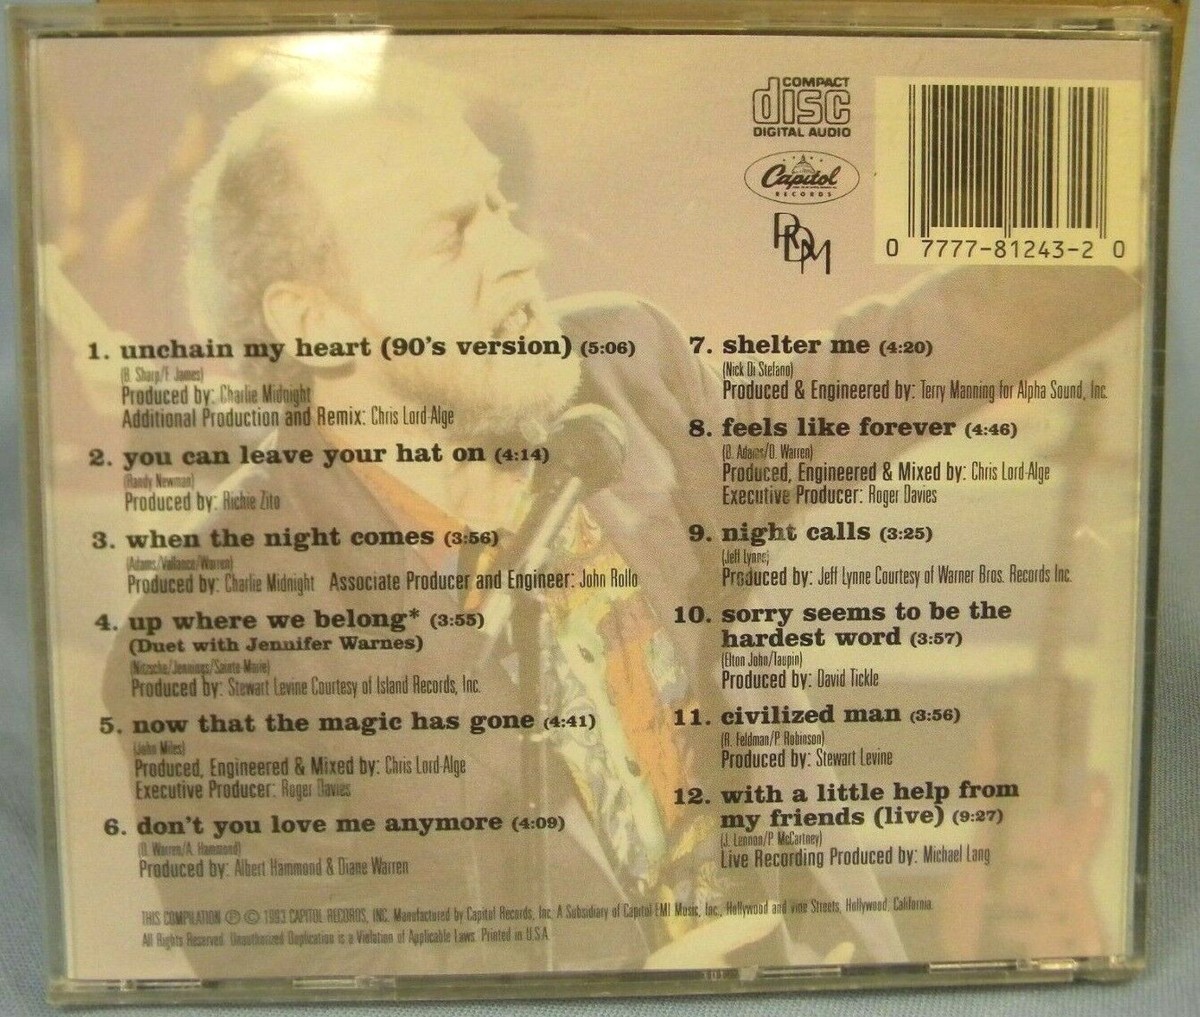 COMPACT
disc
DIGITAL AUDIO
Capitol
RECORDS
PDM
0 7777-81243-2 0
1. unchain my heart (90's version) (5:06)
(B. Sharp/F. James)
Produced by: Charlie Midnight
Additional Production and Remix: Chris Lord-Alge
2. you can leave your hat on (4:14)
(Randy Newman)
Produced by: Richie Zito
3. when the night comes (3:56)
(Adams/Vallance/Warren)
Produced by: Charlie Midnight Associate Producer and Engineer: John Rollo
4. up where we belong* (3:55)
(Duet with Jennifer Warnes)
(Nitzsche/Jennings/Sainte-Marie)
Produced by: Stewart Levine Courtesy of Island Records, Inc.
5. now that the magic has gone (4:41)
(John Miles)
Produced, Engineered & Mixed by: Chris Lord-Alge
Executive Producer: Roger Davies
6. don't you love me anymore (4:09)
(D. Warren/A. Hammond)
Produced by: Albert Hammond & Diane Warren
7. shelter me (4:20)
(Nick Di Stefano)
Produced & Engineered by: Terry Manning for Alpha Sound, Inc.
8. feels like forever (4:46)
(B. Adams/D. Warren)
Produced, Engineered & Mixed by: Chris Lord-Alge
Executive Producer: Roger Davies
9. night calls (3:25)
(Jeff Lynne)
Produced by: Jeff Lynne Courtesy of Warner Bros. Records Inc.
10. sorry seems to be the
hardest word (3:57)
(Elton John/Taupin)
Produced by: David Tickle
11. civilized man (3:56)
(R. Feldman/P. Robinson)
Produced by: Stewart Levine
12. with a little help from
my friends (live) (9:27)
(J. Lennon/P. McCartney)
Live Recording Produced by: Michael Lang
THIS COMPILATION ℗ © 1993 CAPITOL RECORDS, INC. Manufactured by Capitol Records, Inc. A Subsidiary of Capitol-EMI Music, Inc., Hollywood and vine Streets, Hollywood, California.
All Rights Reserved. Unauthorized Duplication is a Violation of Applicable Laws. Printed in U.S.A.